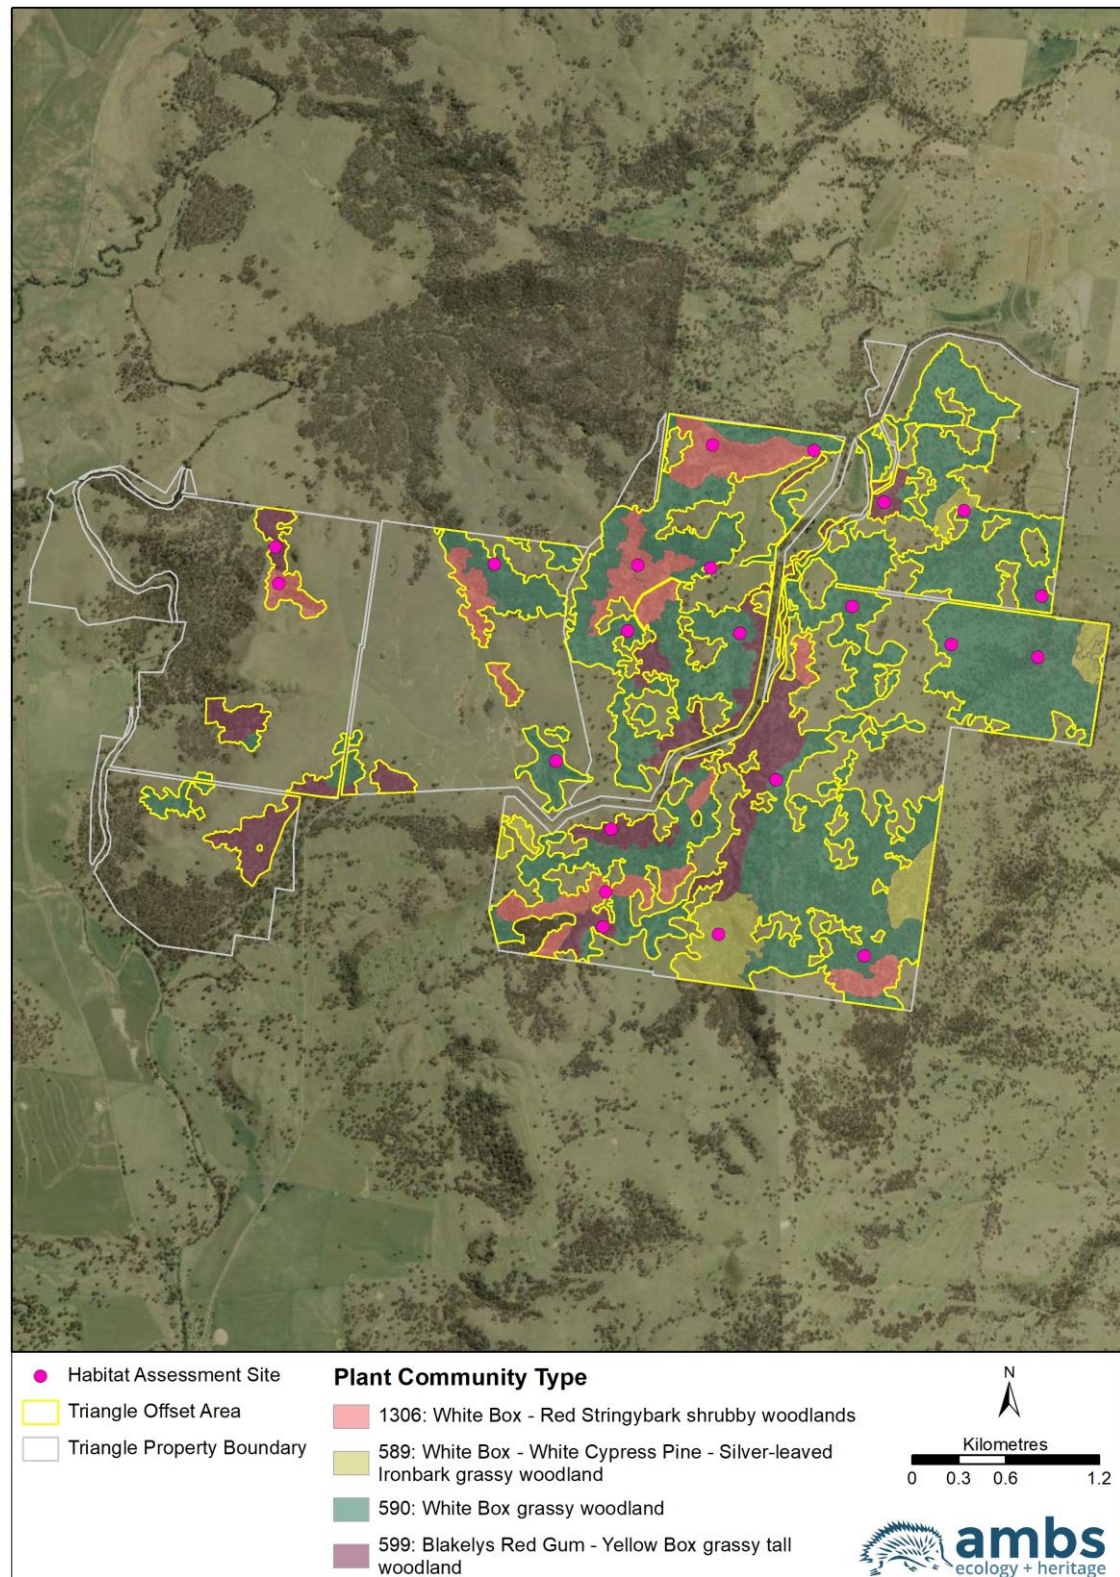 Habitat Assessment Site
Triangle Offset Area
Triangle Property Boundary
Plant Community Type
1306: White Box - Red Stringybark shrubby woodlands
589: White Box - White Cypress Pine - Silver-leaved
Ironbark grassy woodland
590: White Box grassy woodland
599: Blakelys Red Gum - Yellow Box grassy tall
woodland
N
Kilometres
0 0.3 0.6 1.2
ambs
ecology + heritage